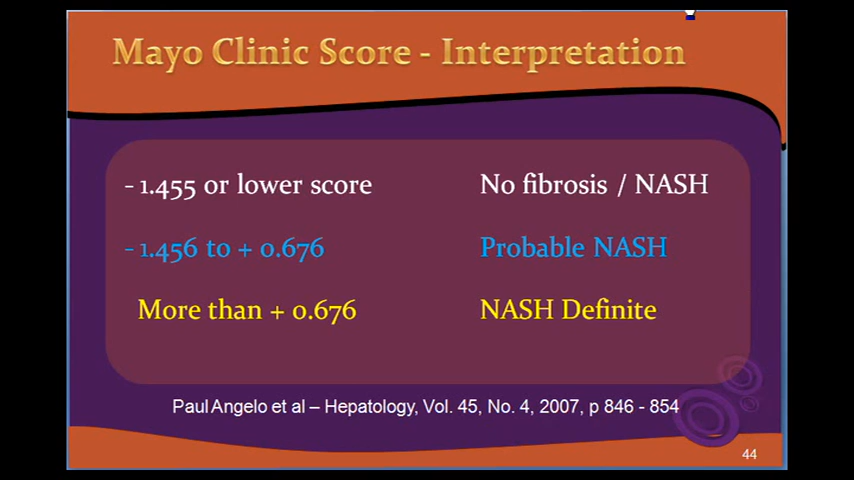 Mayo Clinic Score - Interpretation
- 1.455 or lower score No fibrosis / NASH
- 1.456 to + 0.676 Probable NASH
More than + 0.676 NASH Definite
Paul Angelo et al – Hepatology, Vol. 45, No. 4, 2007, p 846 - 854
44